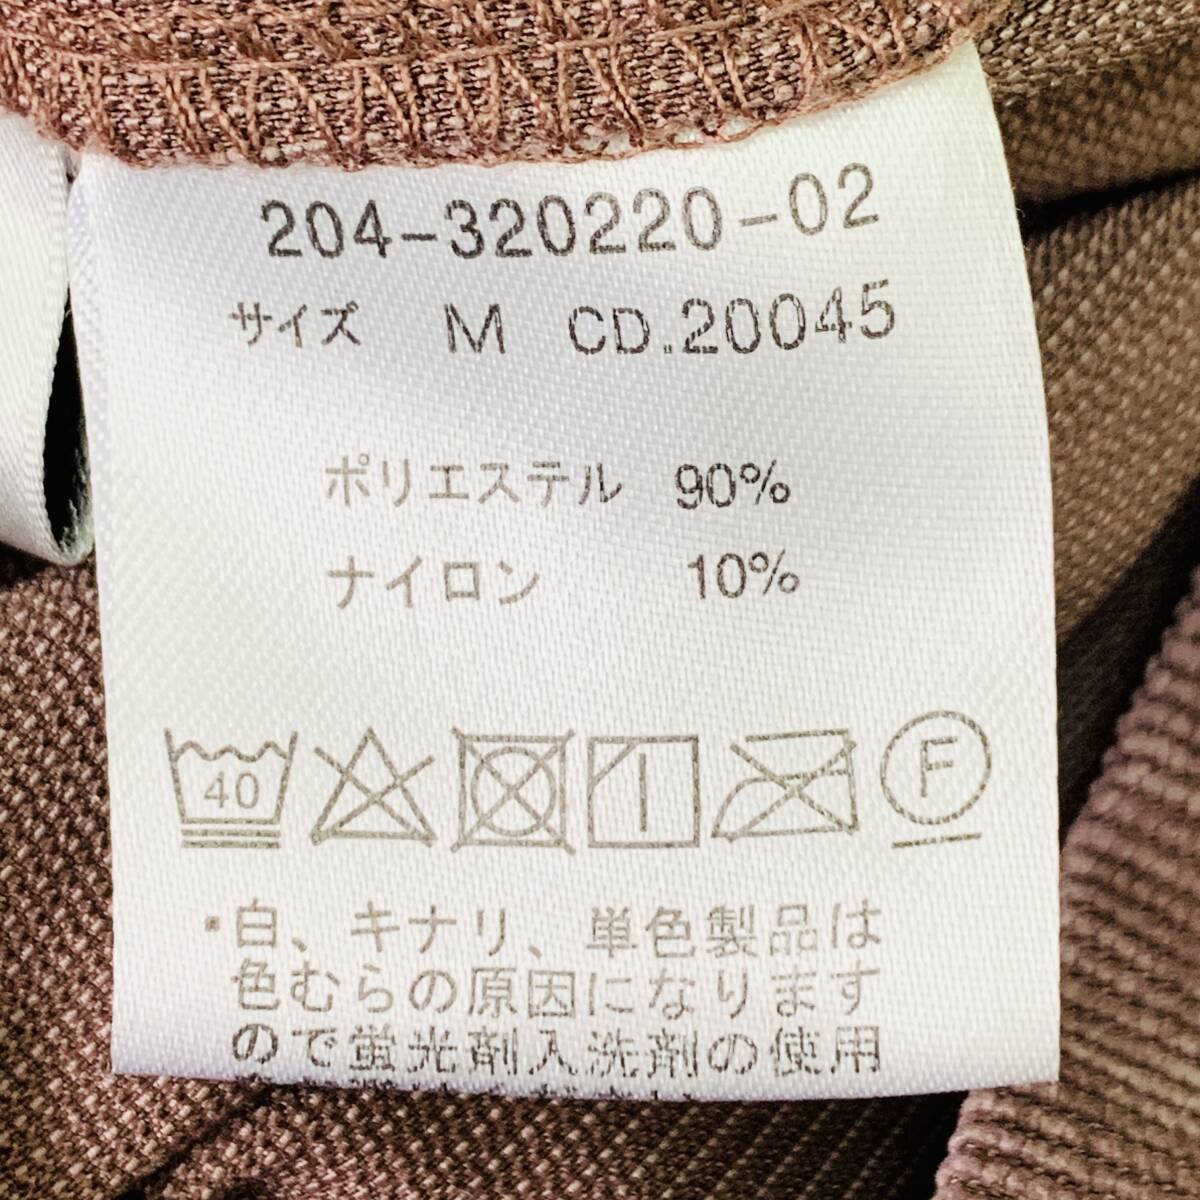 204-320220-02
サイズ M CD.20045
ポリエステル 90%
ナイロン 10%
40
F
・白、キナリ、単色製品は
色むらの原因になります
ので蛍光剤入洗剤の使用